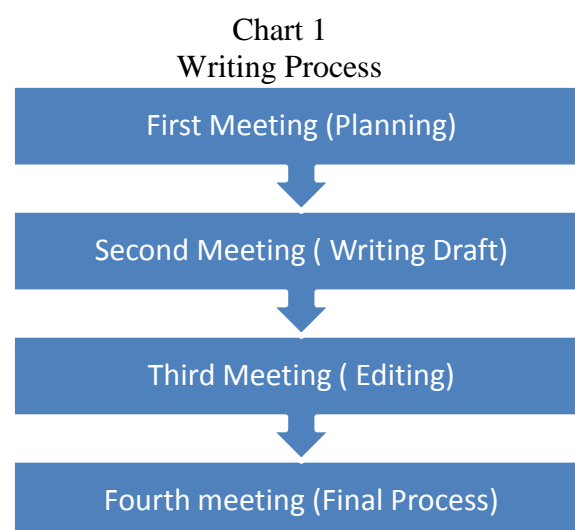 Chart 1
Writing Process
First Meeting (Planning)
Second Meeting ( Writing Draft)
Third Meeting ( Editing)
Fourth meeting (Final Process)